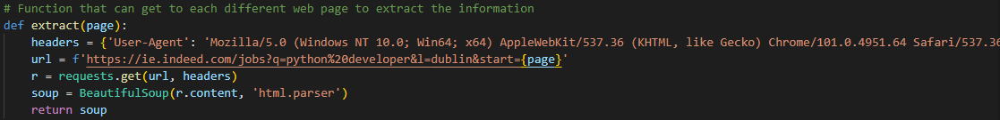 # Function that can get to each different web page to extract the information
def extract(page):
    headers = {'User-Agent': 'Mozilla/5.0 (Windows NT 10.0; Win64; x64) AppleWebKit/537.36 (KHTML, like Gecko) Chrome/101.0.4951.64 Safari/537.36
    url = f'https://ie.indeed.com/jobs?q=python%20developer&l=dublin&start={page}'
    r = requests.get(url, headers)
    soup = BeautifulSoup(r.content, 'html.parser')
    return soup